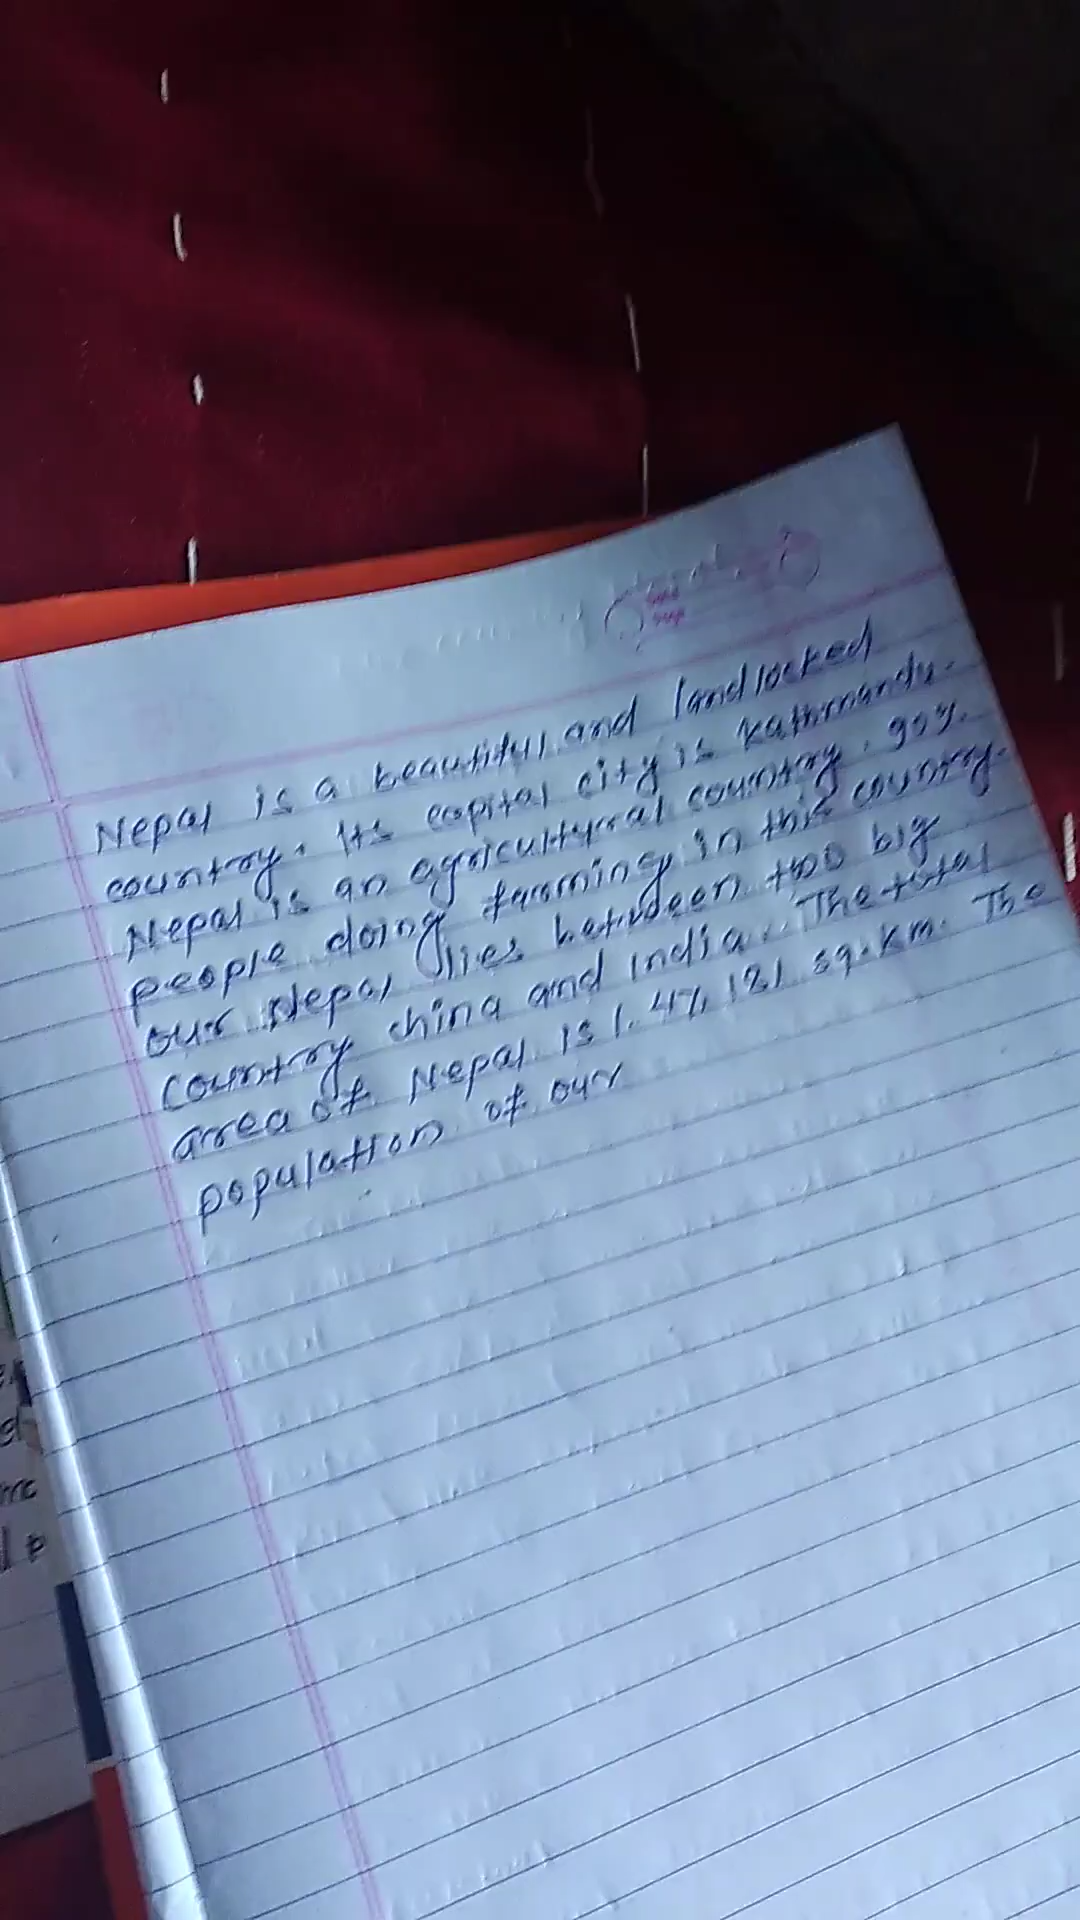 Nepal is a beautiful and landlocked
country. Its capital city is Kathmandu.
Nepal is an agricultural country. 90%
people doing farming in this country.
our Nepal lies between two big
country china and india. The total
area of Nepal is 1.47,181 sq.km. The
population of our